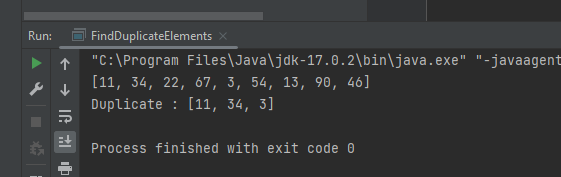 Run: FindDuplicateElements
"C:\Program Files\Java\jdk-17.0.2\bin\java.exe" "-javaagent
[11, 34, 22, 67, 3, 54, 13, 90, 46]
Duplicate : [11, 34, 3]
Process finished with exit code 0